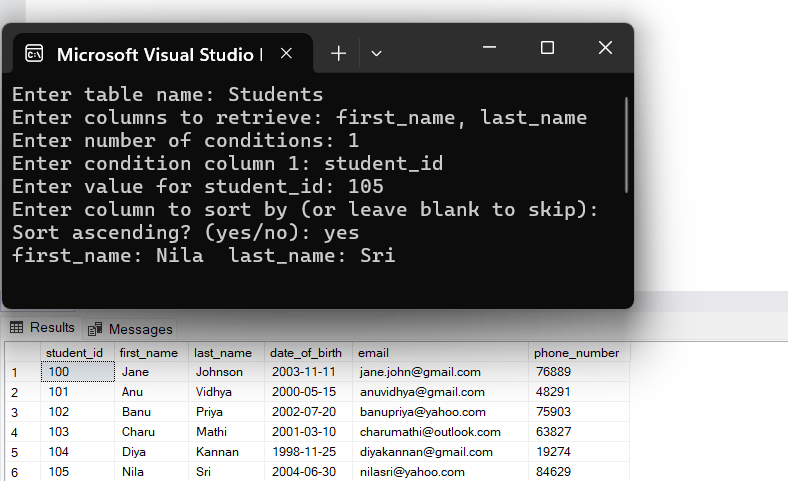 Microsoft Visual Studio
Enter table name: Students
Enter columns to retrieve: first_name, last_name
Enter number of conditions: 1
Enter condition column 1: student_id
Enter value for student_id: 105
Enter column to sort by (or leave blank to skip):
Sort ascending? (yes/no): yes
first_name: Nila  last_name: Sri
Results Messages
student_id first_name last_name date_of_birth email phone_number
1 100 Jane Johnson 2003-11-11 jane.john@gmail.com 76889
2 101 Anu Vidhya 2000-05-15 anuvidhya@gmail.com 48291
3 102 Banu Priya 2002-07-20 banupriya@yahoo.com 75903
4 103 Charu Mathi 2001-03-10 charumathi@outlook.com 63827
5 104 Diya Kannan 1998-11-25 diyakannan@gmail.com 19274
6 105 Nila Sri 2004-06-30 nilasri@yahoo.com 84629